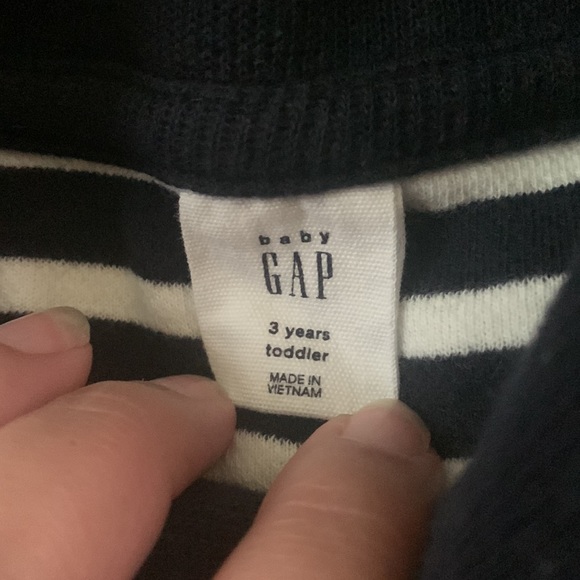 baby
GAP
3 years
toddler
MADE IN
VIETNAM